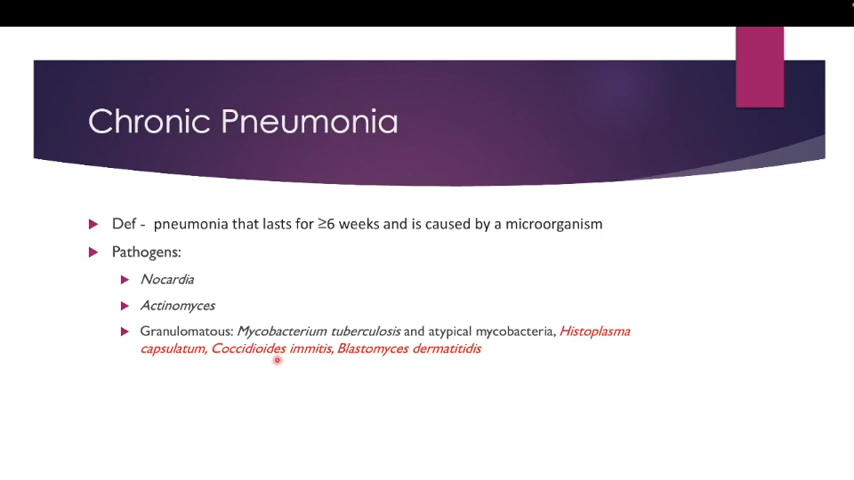 Chronic Pneumonia
Def - pneumonia that lasts for ≥6 weeks and is caused by a microorganism
Pathogens:
Nocardia
Actinomyces
Granulomatous: Mycobacterium tuberculosis and atypical mycobacteria, Histoplasma
capsulatum, Coccidioides immitis, Blastomyces dermatitidis